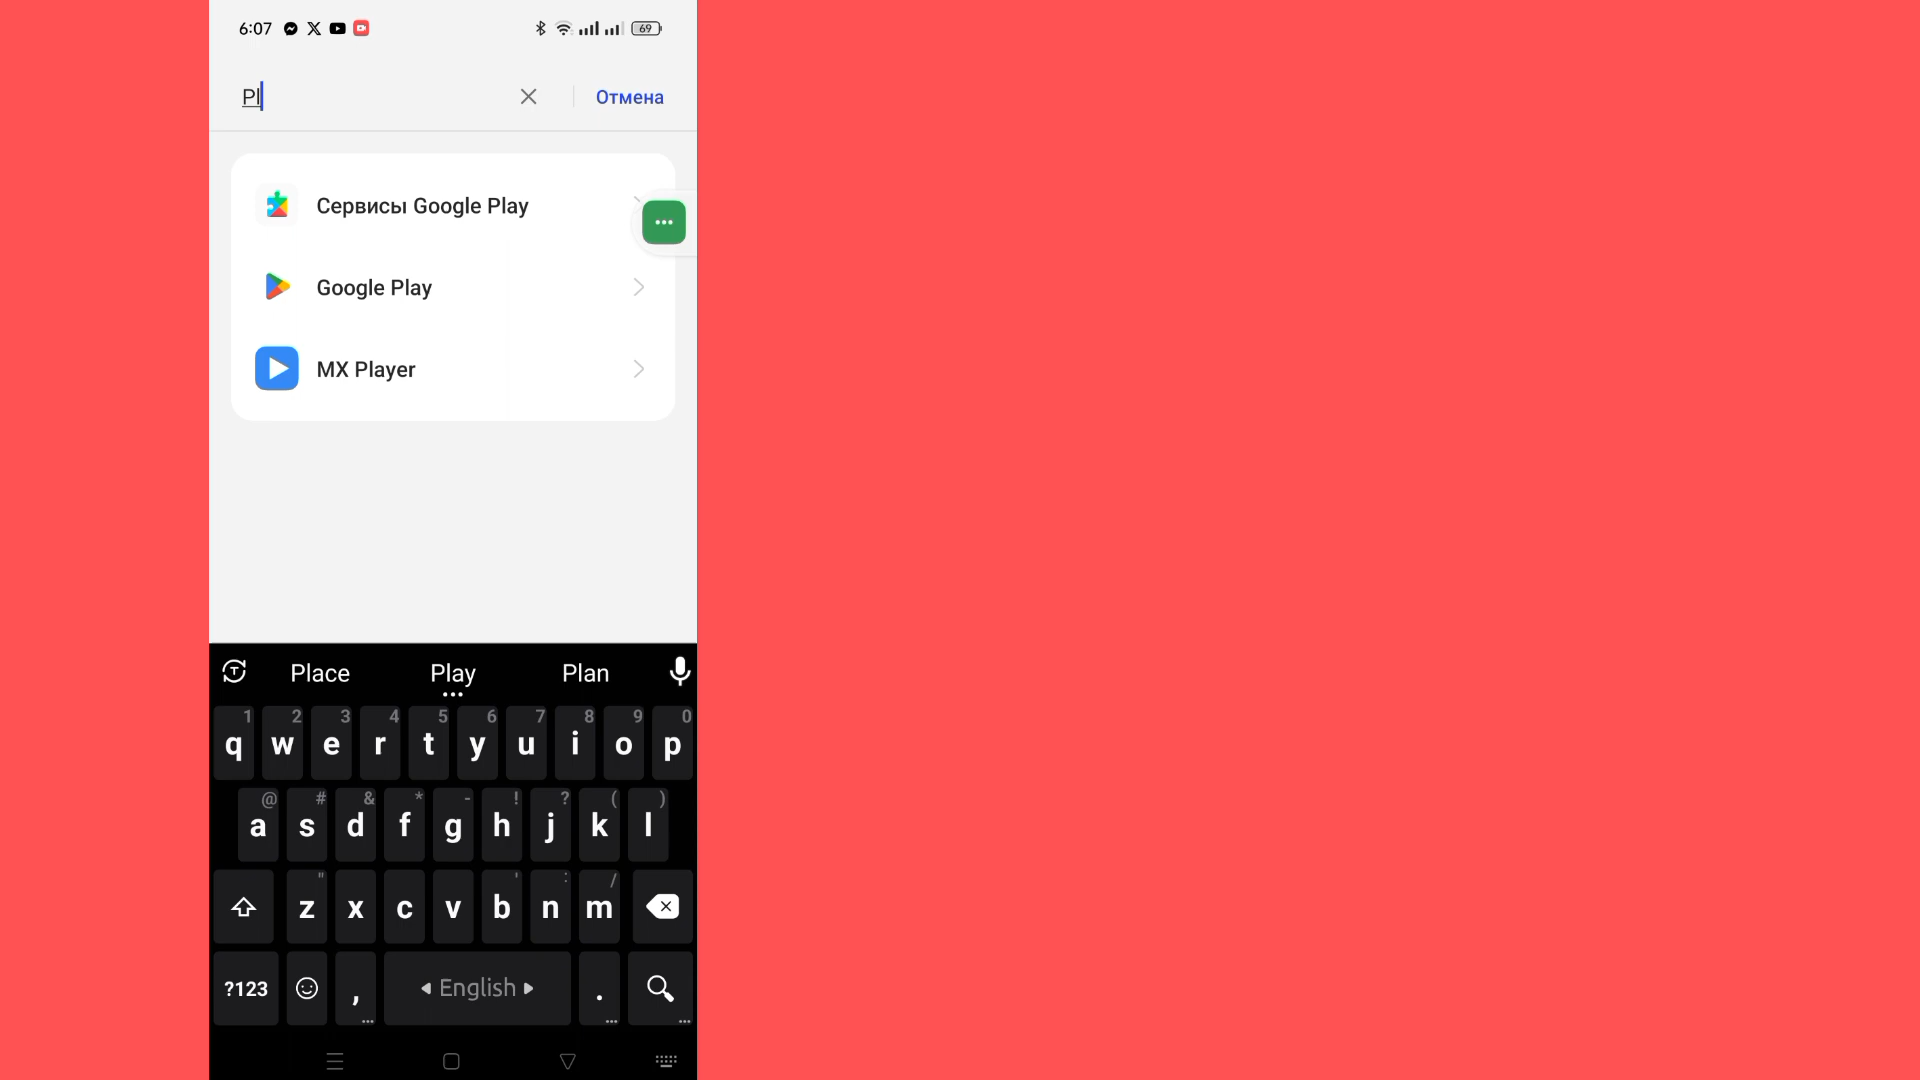 6:07 69
Pl Отмена
Сервисы Google Play
Google Play
MX Player
Place Play Plan
1 2 3 4 5 6 7 8 9 0
q w e r t y u i o p
@ # & * - ! ? ( )
a s d f g h j k l
" ' : /
z x c v b n m
?123 , English .